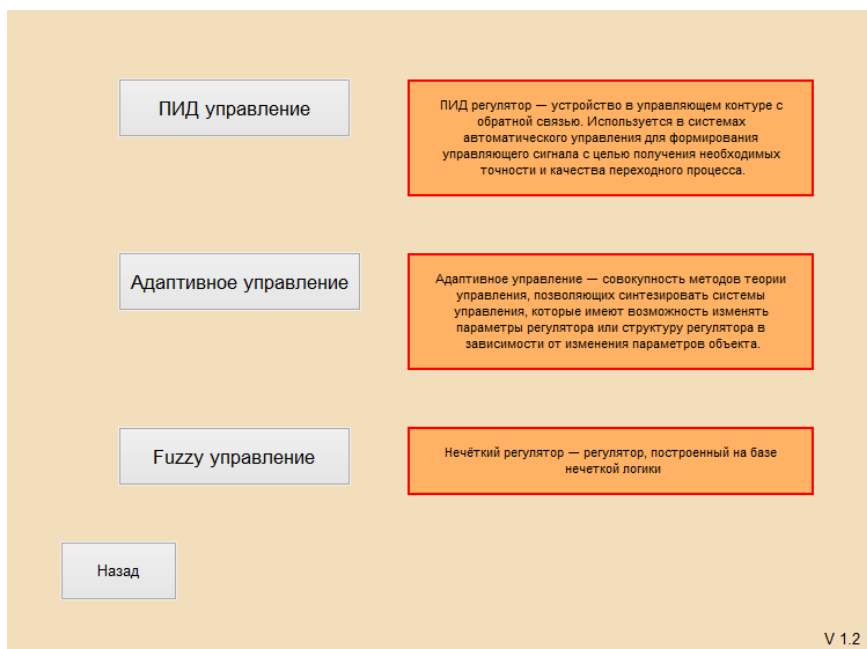 ПИД управление
ПИД регулятор — устройство в управляющем контуре с
обратной связью. Используется в системах
автоматического управления для формирования
управляющего сигнала с целью получения необходимых
точности и качества переходного процесса.
Адаптивное управление
Адаптивное управление — совокупность методов теории
управления, позволяющих синтезировать системы
управления, которые имеют возможность изменять
параметры регулятора или структуру регулятора в
зависимости от изменения параметров объекта.
Fuzzy управление
Нечёткий регулятор — регулятор, построенный на базе
нечеткой логики
Назад
V 1.2